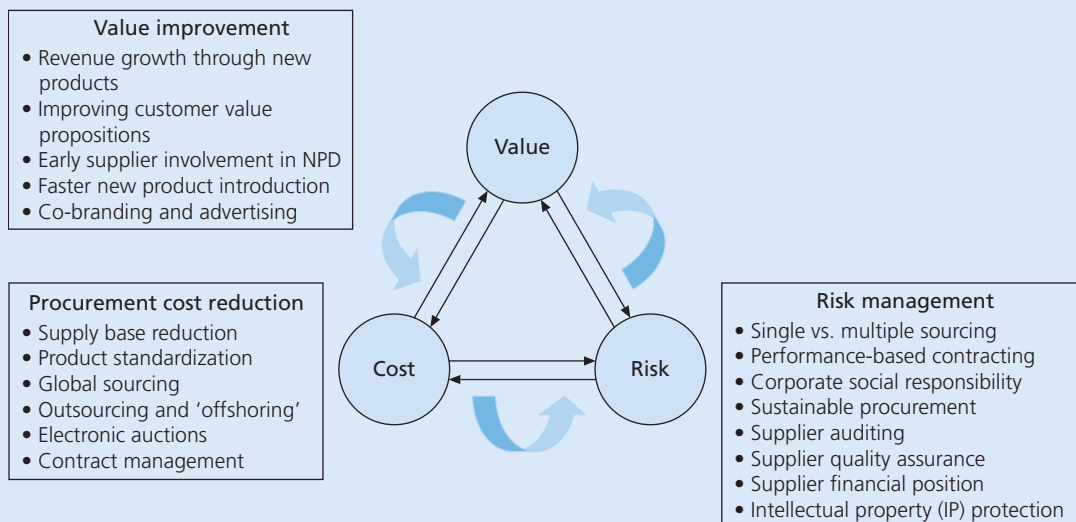 Value improvement
• Revenue growth through new
products
• Improving customer value
propositions
• Early supplier involvement in NPD
• Faster new product introduction
• Co-branding and advertising
Value
Procurement cost reduction
• Supply base reduction
• Product standardization
• Global sourcing
• Outsourcing and ‘offshoring’
• Electronic auctions
• Contract management
Cost
Risk
Risk management
• Single vs. multiple sourcing
• Performance-based contracting
• Corporate social responsibility
• Sustainable procurement
• Supplier auditing
• Supplier quality assurance
• Supplier financial position
• Intellectual property (IP) protection